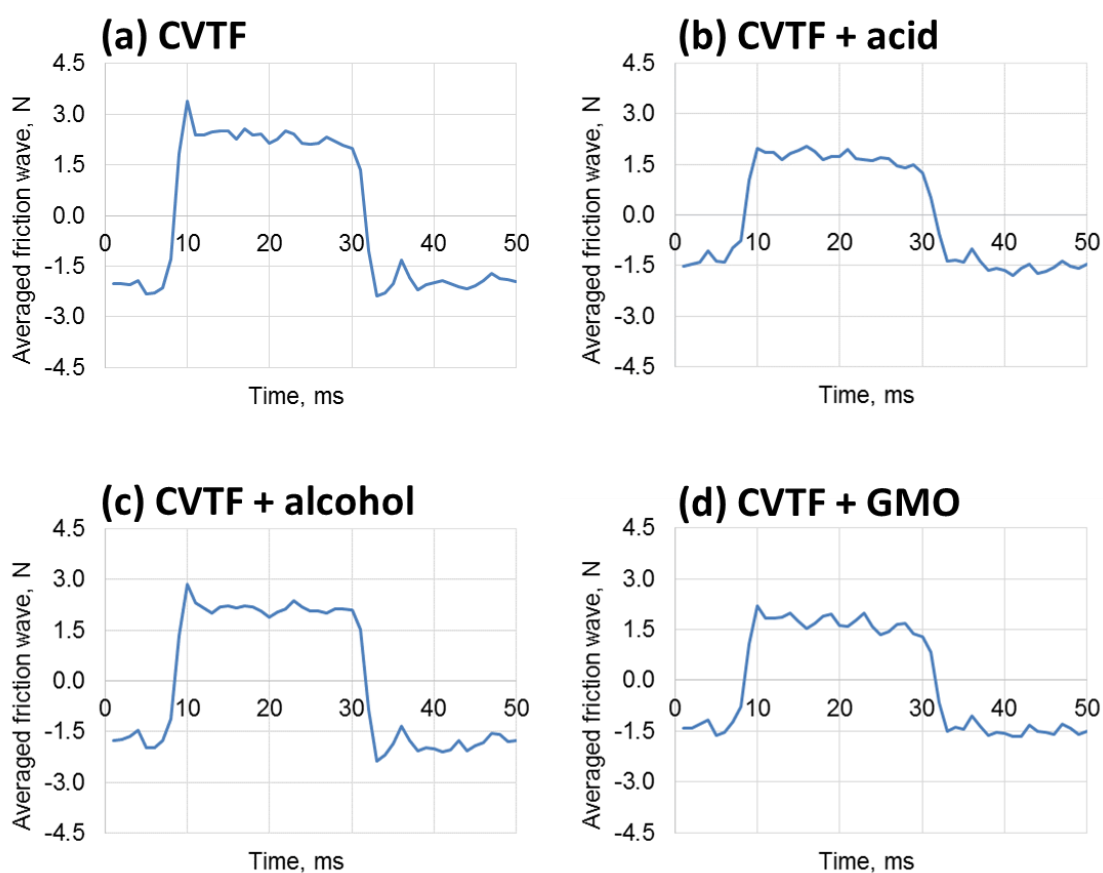 (a) CVTF
4.5
3.0
1.5
0.0
-1.5
-3.0
-4.5
Averaged friction wave, N
0 10 20 30 40 50
Time, ms
(b) CVTF + acid
4.5
3.0
1.5
0.0
-1.5
-3.0
-4.5
Averaged friction wave, N
0 10 20 30 40 50
Time, ms
(c) CVTF + alcohol
4.5
3.0
1.5
0.0
-1.5
-3.0
-4.5
Averaged friction wave, N
0 10 20 30 40 50
Time, ms
(d) CVTF + GMO
4.5
3.0
1.5
0.0
-1.5
-3.0
-4.5
Averaged friction wave, N
0 10 20 30 40 50
Time, ms